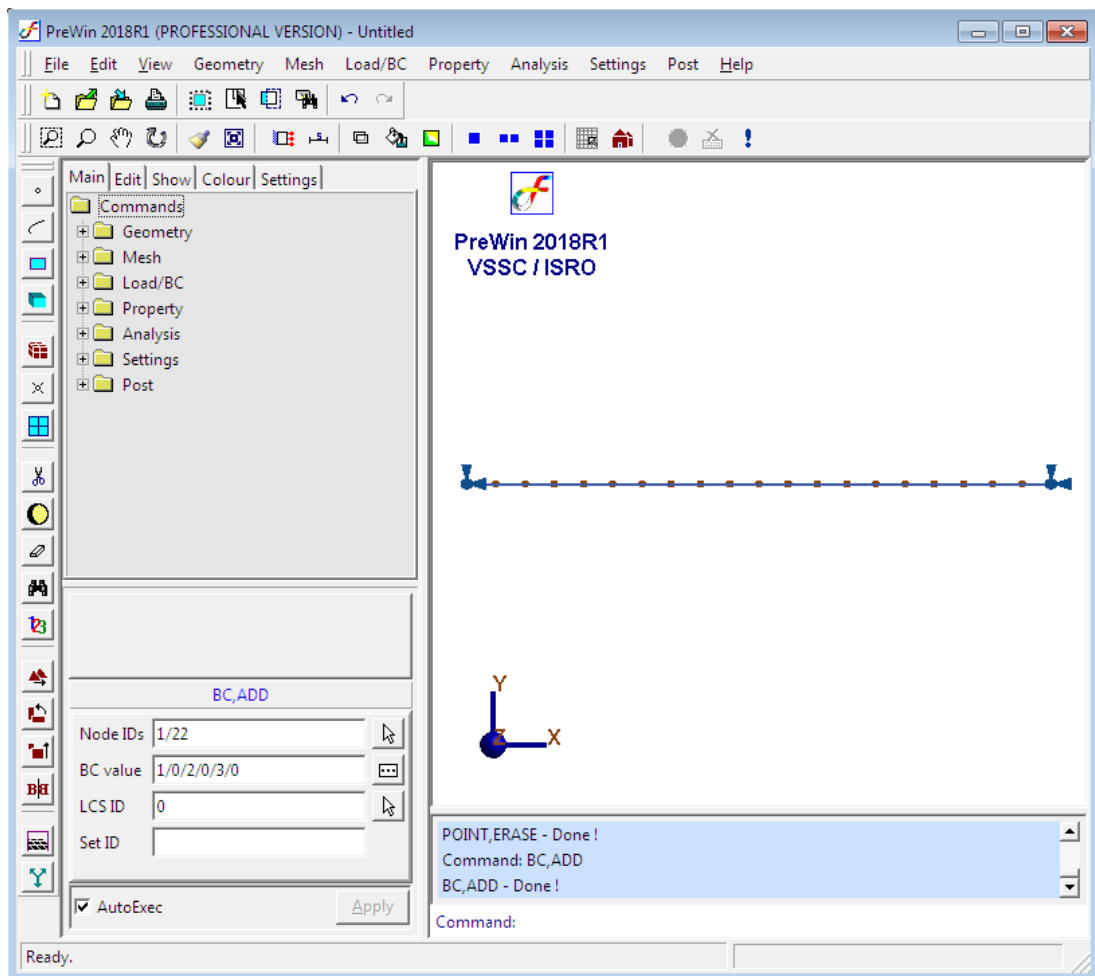 PreWin 2018R1 (PROFESSIONAL VERSION) - Untitled
File Edit View Geometry Mesh Load/BC Property Analysis Settings Post Help
Main Edit Show Colour Settings
Commands
Geometry
Mesh
Load/BC
Property
Analysis
Settings
Post
PreWin 2018R1
VSSC / ISRO
123
BC,ADD
Node IDs 1/22
BC value 1/0/2/0/3/0
LCS ID 0
Set ID
AutoExec Apply
Y
Z X
POINT,ERASE - Done !
Command: BC,ADD
BC,ADD - Done !
Command:
Ready.